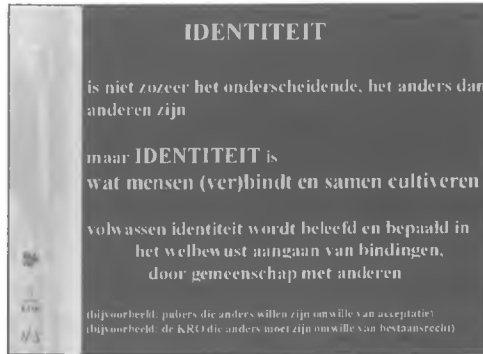 IDENTITEIT
is niet zozeer het onderscheidende, het anders dan
anderen zijn
maar IDENTITEIT is
wat mensen (ver)bindt en samen cultiveren
volwassen identiteit wordt beleefd en bepaald in
het welbewust aangaan van bindingen,
door gemeenschap met anderen
(bijvoorbeeld: pubers die anders willen zijn omwille van acceptatie)
(bijvoorbeeld: de KRO die anders moet zijn omwille van bestaansrecht)